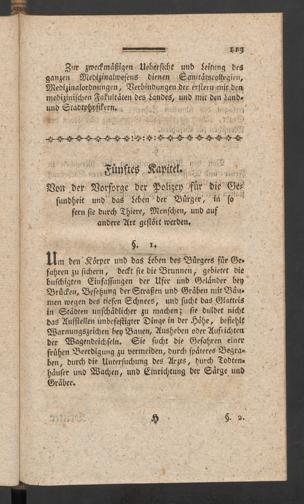 113
Zur zweckmäßigen Uebersicht und Leitung des
ganzen Medizinalwesens dienen Sanitätscollegien,
Medizinalordnungen, Verbindungen der erstern mit den
medizinischen Fakultäten des Landes, und mit den Land-
und Stadtphysikern.
Fünftes Kapitel.
Von der Vorsorge der Polizey für die Ge-
sundheit und das Leben der Bürger, in so
fern sie durch Thiere, Menschen, und auf
andere Art gestört werden.
§. 1.
Um den Körper und das Leben des Bürgers für Ge-
fahren zu sichern, deckt sie die Brunnen, gebietet die
buschigten Einfassungen der Ufer und Geländer bey
Brücken, Besetzung der Strassen und Gräben mit Bäu-
men wegen des tiefen Schnees, und sucht das Glatteis
in Städten unschädlicher zu machen; sie duldet nicht
das Aufstellen unbefestigter Dinge in der Höhe, befiehlt
Warnungszeichen bey Bauen, Ausheben oder Aufrichten
der Wagendeichseln. Sie sucht die Gefahren einer
frühen Beerdigung zu vermeiden, durch späteres Begra-
ben, durch die Untersuchung des Arzts, durch Todten-
häuser und Wachen, und Einrichtung der Särge und
Gräber.
H §. 2.